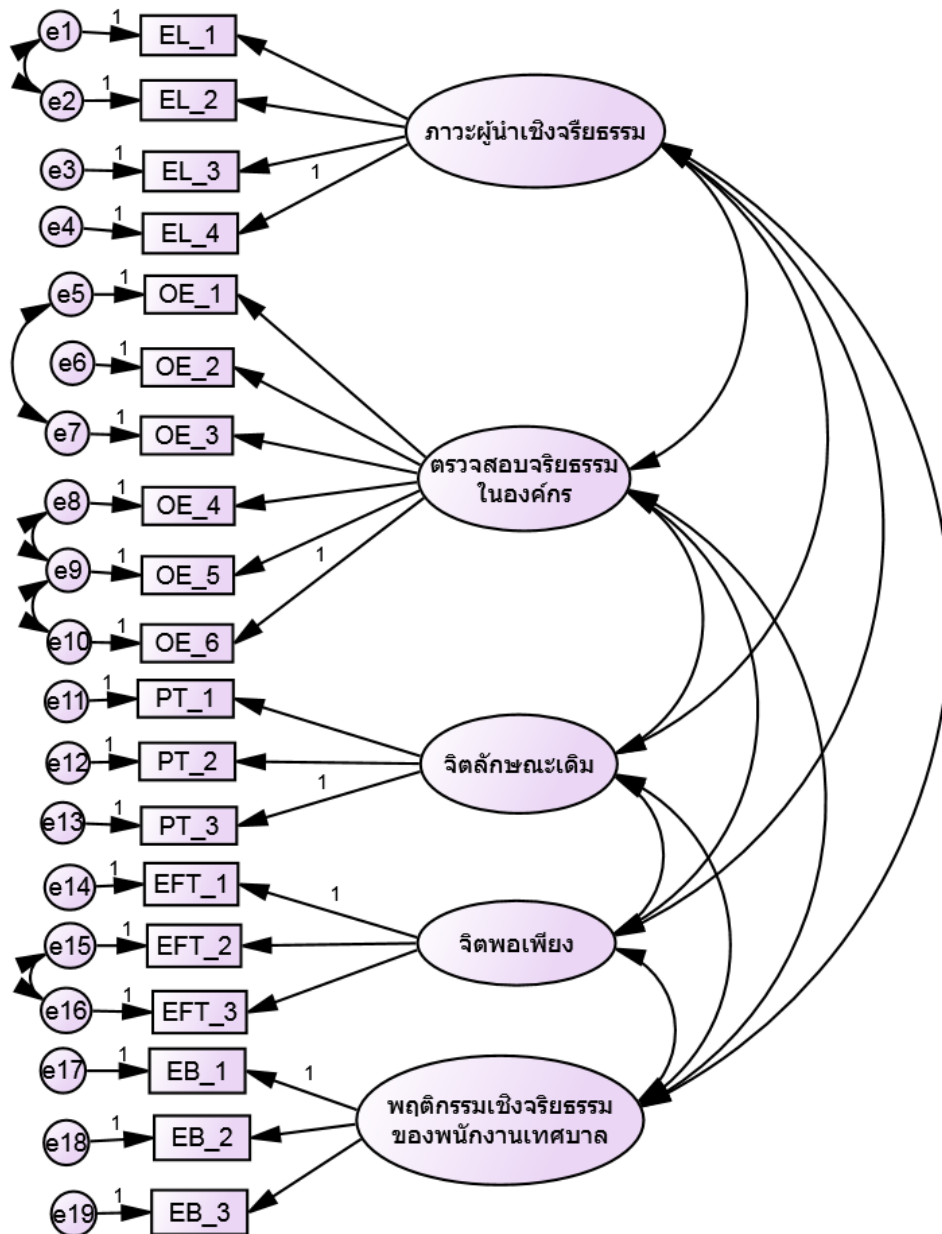 e1 1 EL_1
e2 1 EL_2
e3 1 EL_3
e4 1 EL_4
1
ภาวะผู้นำเชิงจรียธรรม
e5 1 OE_1
e6 1 OE_2
e7 1 OE_3
e8 1 OE_4
e9 1 OE_5
e10 1 OE_6
1
ตรวจสอบจริยธรรม
ในองค์กร
e11 1 PT_1
e12 1 PT_2
e13 1 PT_3
1
จิตลักษณะเดิม
e14 1 EFT_1
e15 1 EFT_2
e16 1 EFT_3
1
จิตพอเพียง
e17 1 EB_1
e18 1 EB_2
e19 1 EB_3
1
พฤติกรรมเชิงจริยธรรม
ของพนักงานเทศบาล